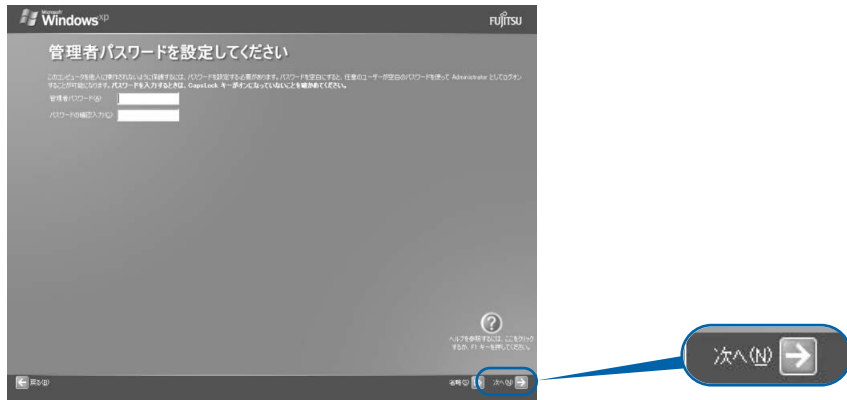 Microsoft
Windows xp
FUJITSU
管理者パスワードを設定してください
このコンピュータを他人に操作されないように保護するには、パスワードを設定する必要があります。パスワードを空白にすると、任意のユーザーが空白のパスワードを使って Administrator としてログオン
することが可能になります。パスワードを入力するときは、CapsLock キーがオンになっていないことを確かめてください。
管理者パスワード(A)
パスワードの確認入力(C)
?
ヘルプを参照するには、ここをクリック
するか、F1 キーを押してください。
戻る(B)
省略(S)
次へ(N)
次へ(N)